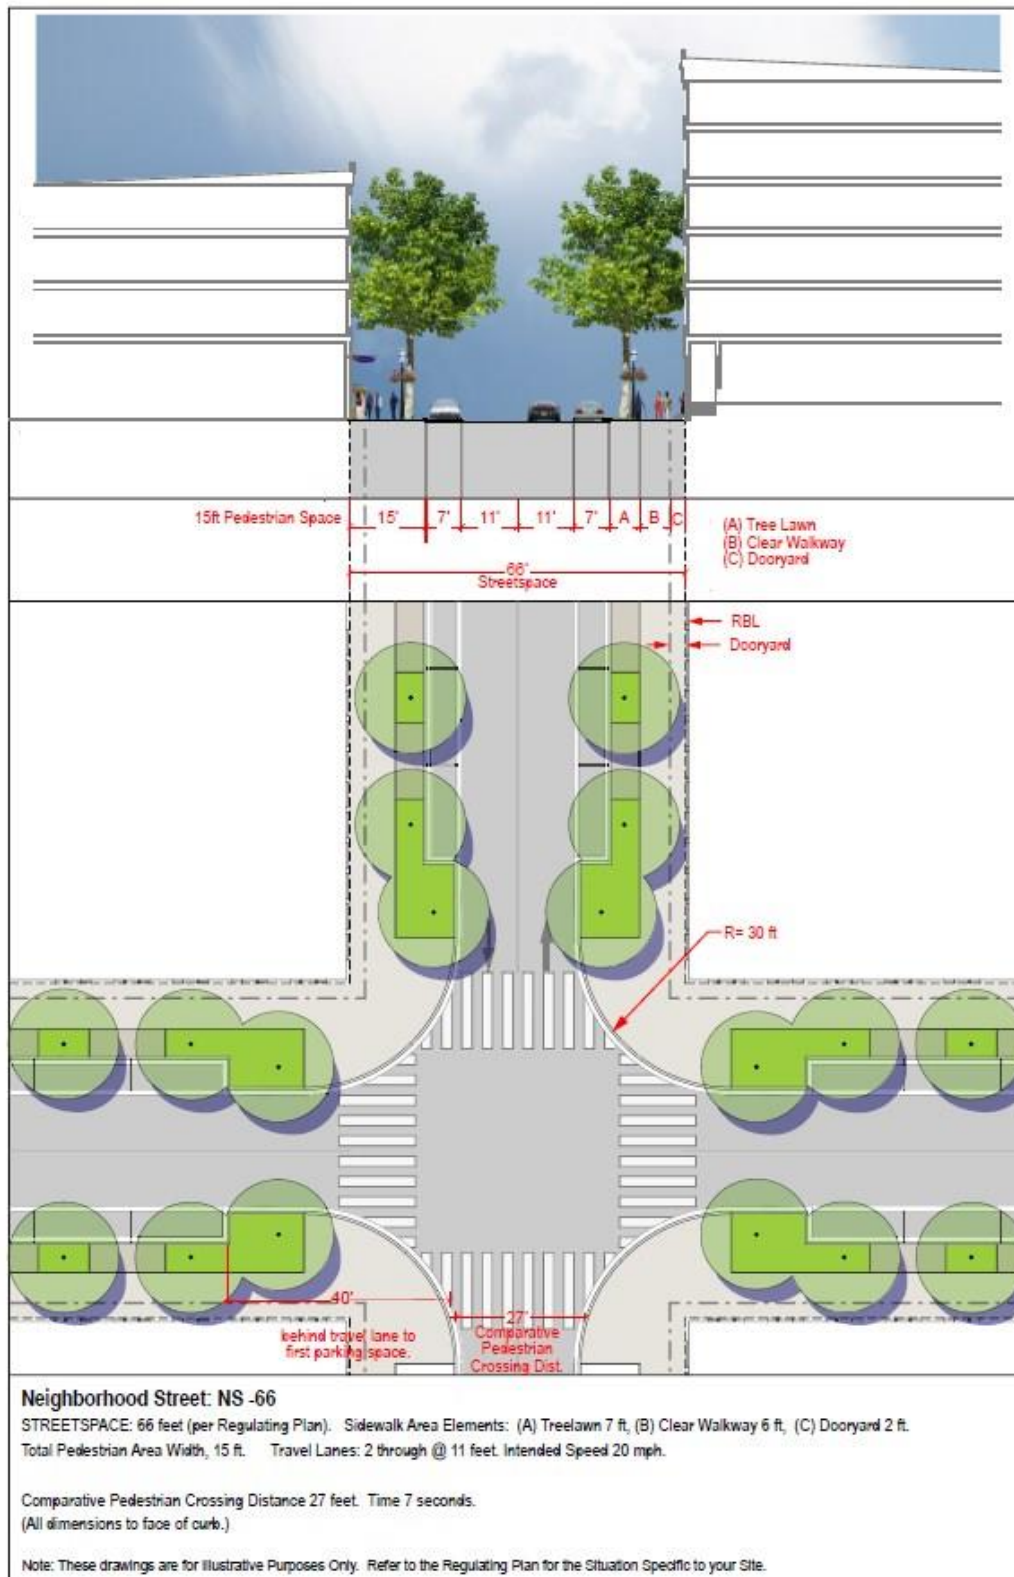 15ft Pedestrian Space 15' 7' 11' 11' 7' A B C
(A) Tree Lawn
(B) Clear Walkway
(C) Dooryard
66'
Streetspace
RBL
Dooryard
R= 30 ft
40'
behind travel lane to
first parking space.
27'
Comparative
Pedestrian
Crossing Dist.
Neighborhood Street: NS -66
STREETSPACE: 66 feet (per Regulating Plan). Sidewalk Area Elements: (A) Treelawn 7 ft, (B) Clear Walkway 6 ft, (C) Dooryard 2 ft.
Total Pedestrian Area Width, 15 ft. Travel Lanes: 2 through @ 11 feet. Intended Speed 20 mph.
Comparative Pedestrian Crossing Distance 27 feet. Time 7 seconds.
(All dimensions to face of curb.)
Note: These drawings are for Illustrative Purposes Only. Refer to the Regulating Plan for the Situation Specific to your Site.